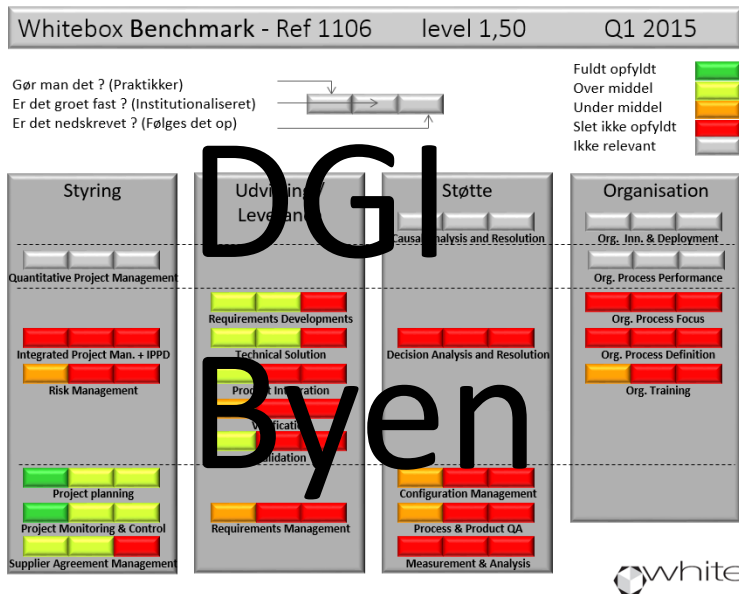 Whitebox Benchmark - Ref 1106 level 1,50 Q1 2015
Gør man det ? (Praktikker)
Er det groet fast ? (Institutionaliseret)
Er det nedskrevet ? (Følges det op)
Fuldt opfyldt
Over middel
Under middel
Slet ikke opfyldt
Ikke relevant
DGI
Byen
Styring
Quantitative Project Management
Integrated Project Man. + IPPD
Risk Management
Project planning
Project Monitoring & Control
Supplier Agreement Management
Requirements Developments
Technical Solution
Product Integration
Requirements Management
Støtte
Causal Analysis and Resolution
Decision Analysis and Resolution
Configuration Management
Process & Product QA
Measurement & Analysis
Organisation
Org. Inn. & Deployment
Org. Process Performance
Org. Process Focus
Org. Process Definition
Org. Training
white